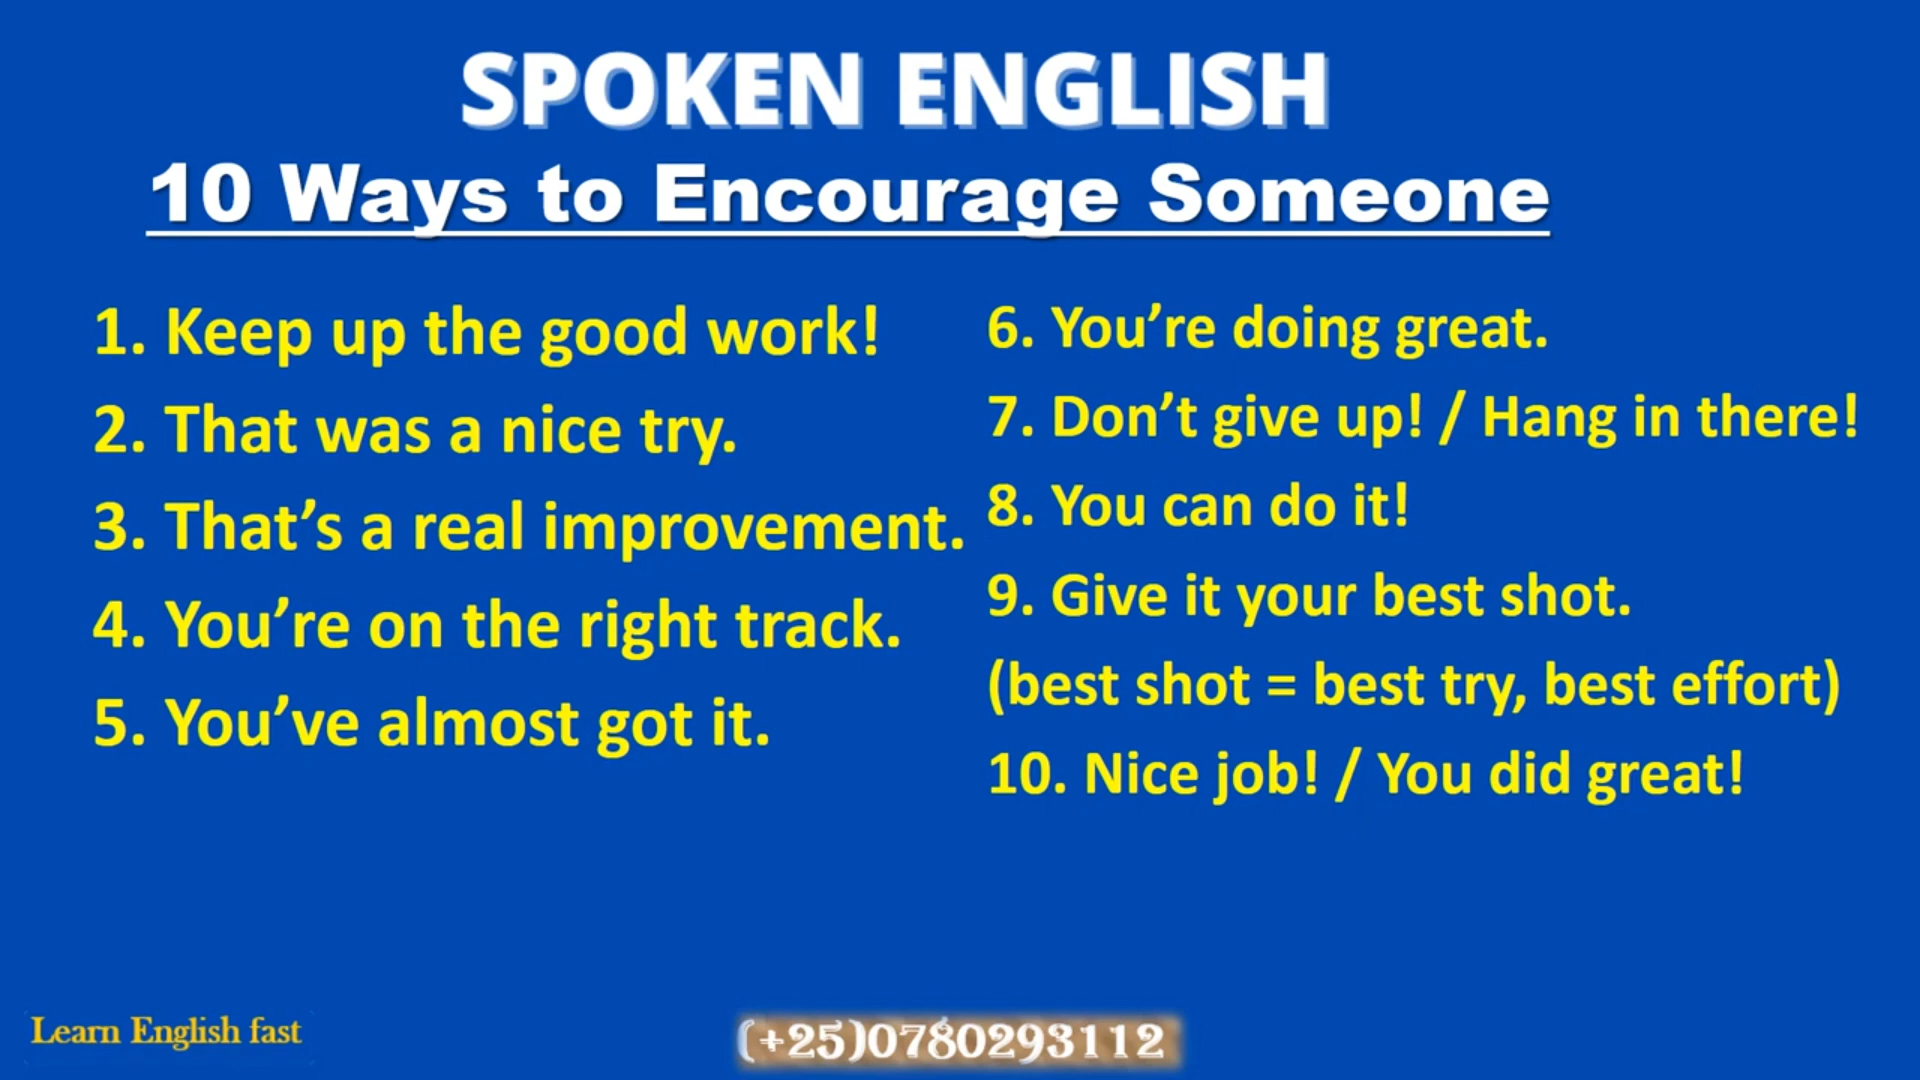 SPOKEN ENGLISH
10 Ways to Encourage Someone
1. Keep up the good work!
2. That was a nice try.
3. That’s a real improvement.
4. You’re on the right track.
5. You’ve almost got it.
6. You’re doing great.
7. Don’t give up! / Hang in there!
8. You can do it!
9. Give it your best shot.
(best shot = best try, best effort)
10. Nice job! / You did great!
Learn English fast
(+25)0780293112